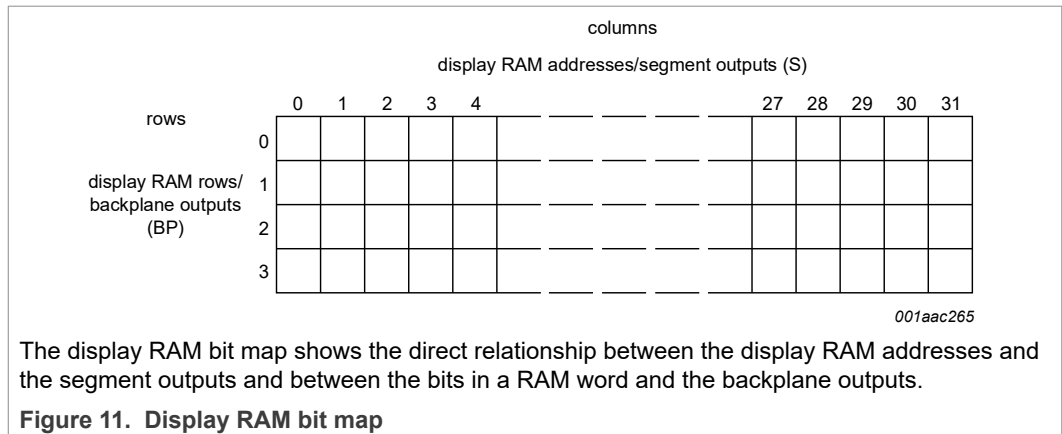 columns
display RAM addresses/segment outputs (S)
0 1 2 3 4 27 28 29 30 31
rows
0
display RAM rows/
backplane outputs
(BP)
1
2
3
001aac265
The display RAM bit map shows the direct relationship between the display RAM addresses and
the segment outputs and between the bits in a RAM word and the backplane outputs.
Figure 11. Display RAM bit map